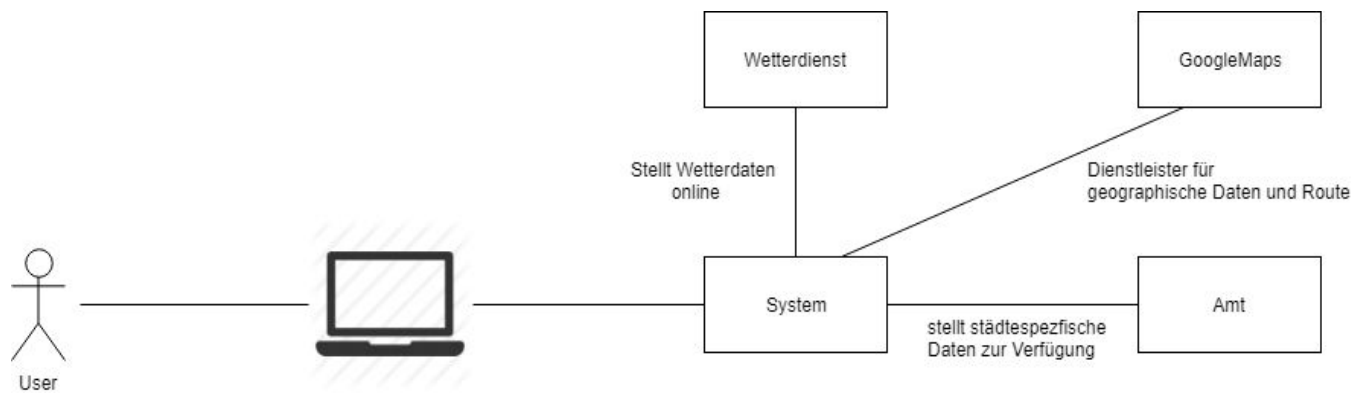 Wetterdienst
GoogleMaps
Stellt Wetterdaten
online
Dienstleister für
geographische Daten und Route
System
Amt
stellt städtespezfische
Daten zur Verfügung
User